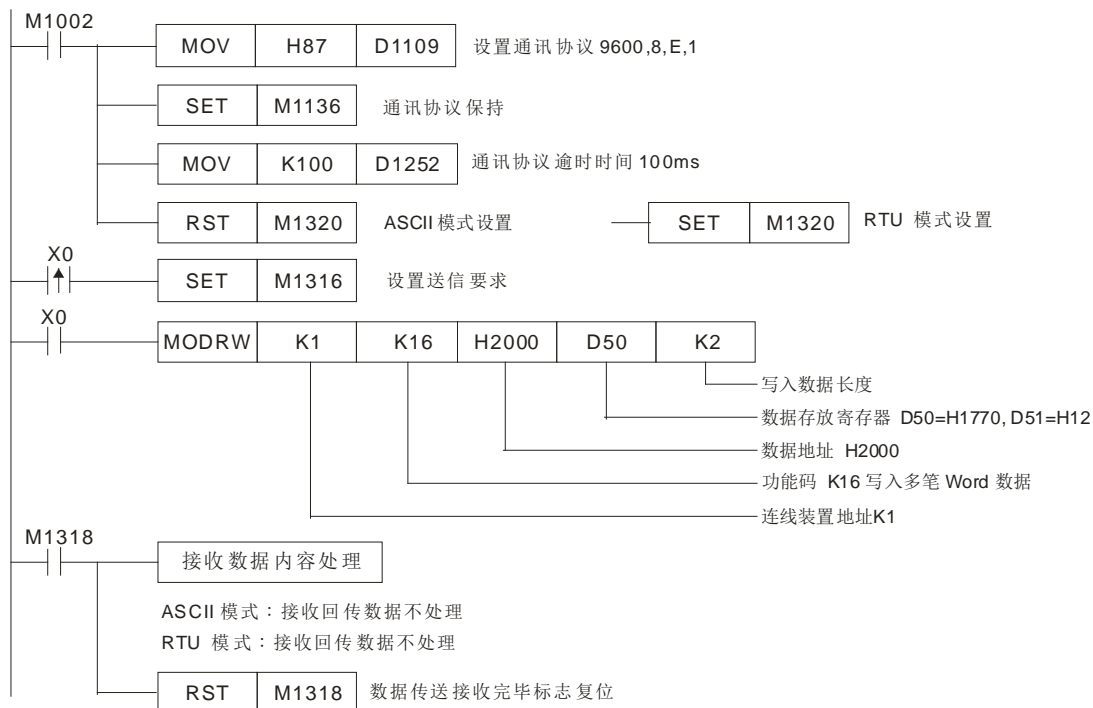 M1002
MOV H87 D1109 设置通讯协议 9600,8,E,1
SET M1136 通讯协议保持
MOV K100 D1252 通讯协议逾时时间 100ms
RST M1320 ASCII 模式设置 SET M1320 RTU 模式设置
X0
SET M1316 设置送信要求
X0
MODRW K1 K16 H2000 D50 K2
写入数据长度
数据存放寄存器 D50=H1770, D51=H12
数据地址 H2000
功能码 K16 写入多笔 Word 数据
连线装置地址K1
M1318
接收数据内容处理
ASCII 模式：接收回传数据不处理
RTU 模式：接收回传数据不处理
RST M1318 数据传送接收完毕标志复位